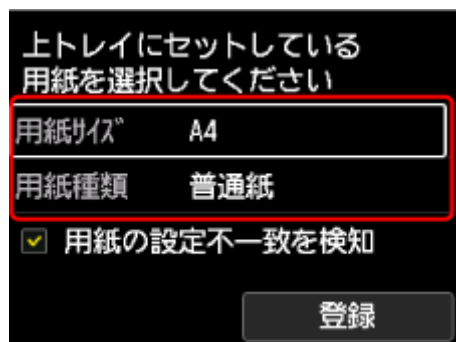 上トレイにセットしている
用紙を選択してください
用紙ｻｲｽﾞ A4
用紙種類 普通紙
用紙の設定不一致を検知
登録